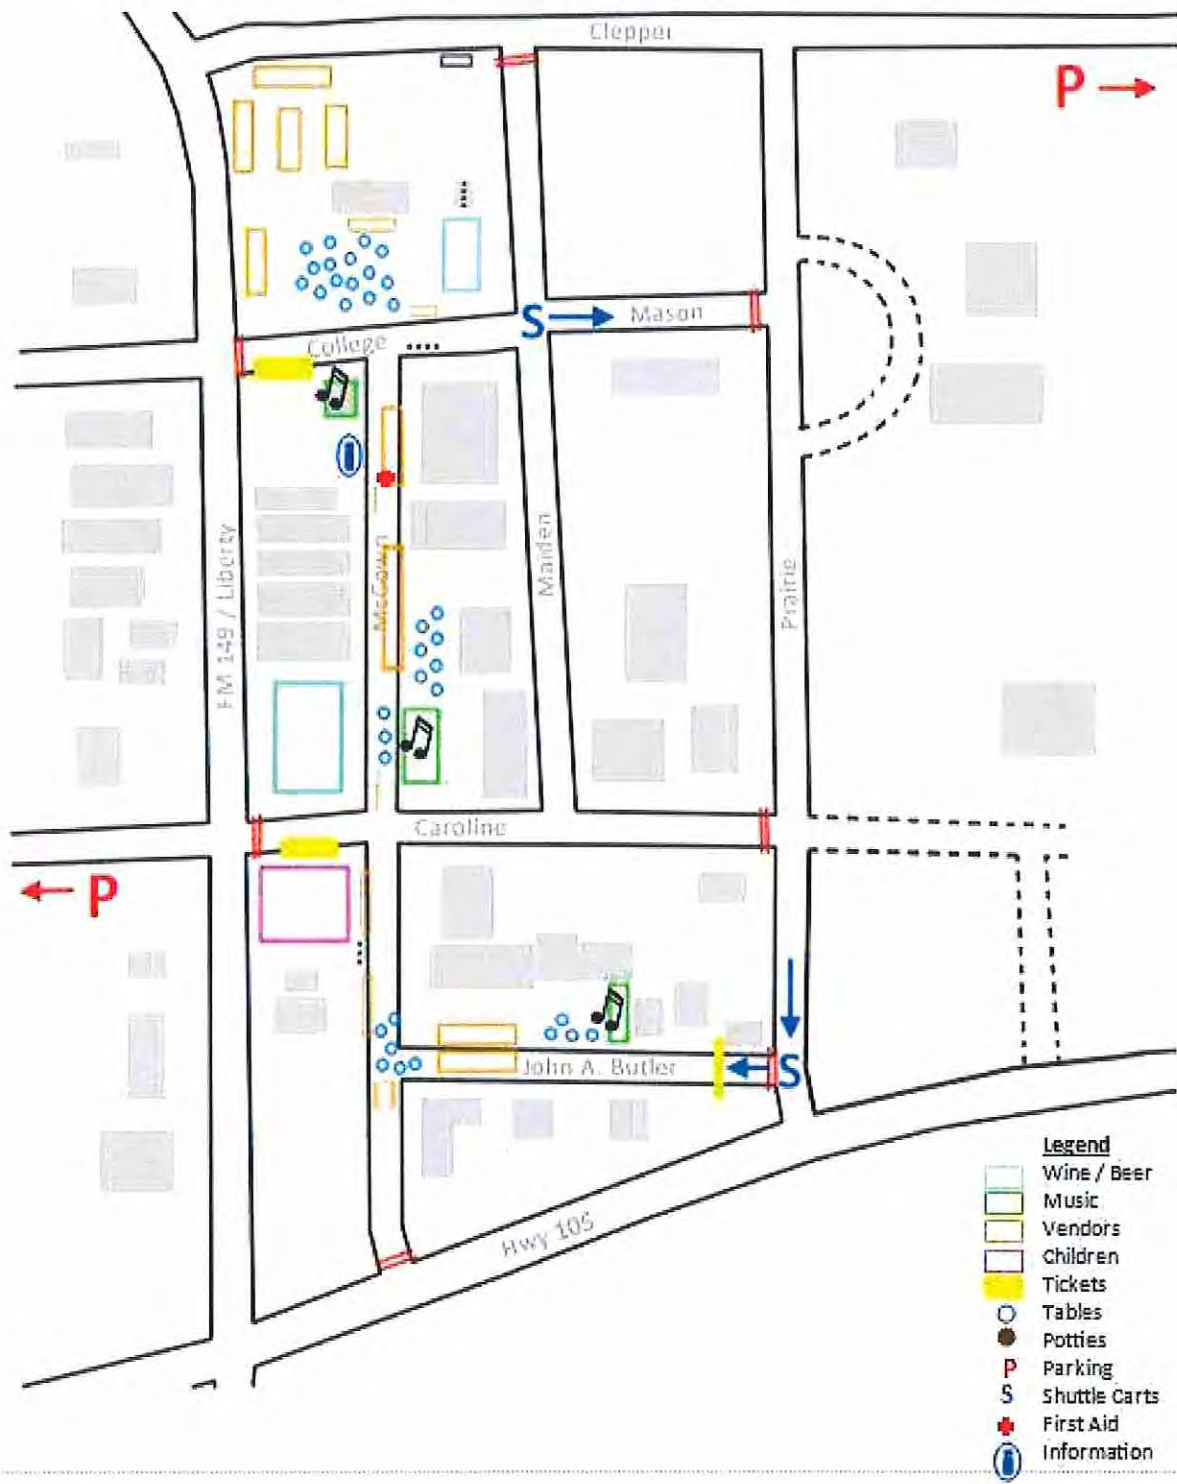 Clepper
P
S
Mason
College
FM 149 / Liberty
McCown
Maiden
Prairie
Caroline
P
John A. Butler
S
Hwy 105
Legend
Wine / Beer
Music
Vendors
Children
Tickets
Tables
Potties
P Parking
S Shuttle Carts
First Aid
Information